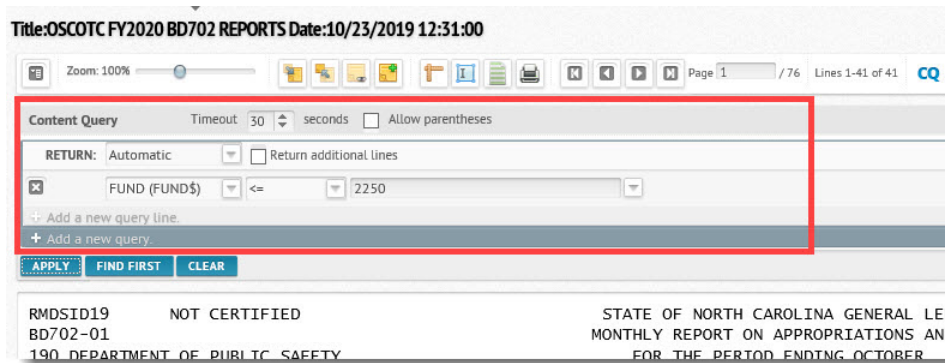 Title:OSCOTC FY2020 BD702 REPORTS Date:10/23/2019 12:31:00
Zoom: 100% Page 1 / 76 Lines 1-41 of 41 CQ
Content Query Timeout 30 seconds Allow parentheses
RETURN: Automatic Return additional lines
FUND (FUND$) <= 2250
+ Add a new query line.
+ Add a new query.
APPLY FIND FIRST CLEAR
RMDSID19 NOT CERTIFIED STATE OF NORTH CAROLINA GENERAL LE
BD702-01 MONTHLY REPORT ON APPROPRIATIONS AN
190 DEPARTMENT OF PUBLIC SAFETY FOR THE PERIOD ENDING OCTOBER